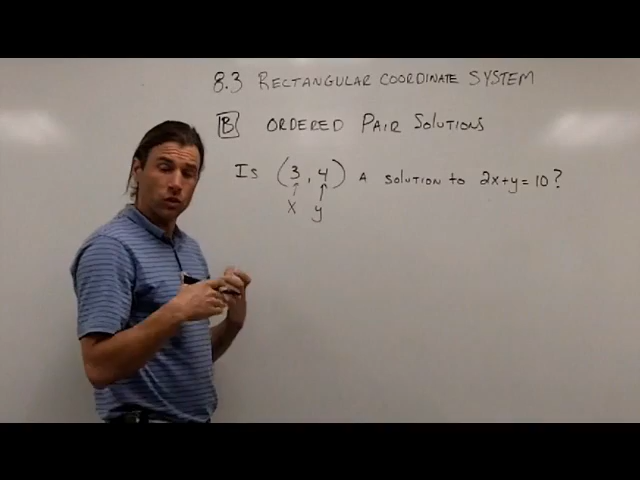 8.3 RECTANGULAR COORDINATE SYSTEM
B ORDERED PAIR SOLUTIONS
IS (3, 4) A SOLUTION TO 2x+y=10?
x y